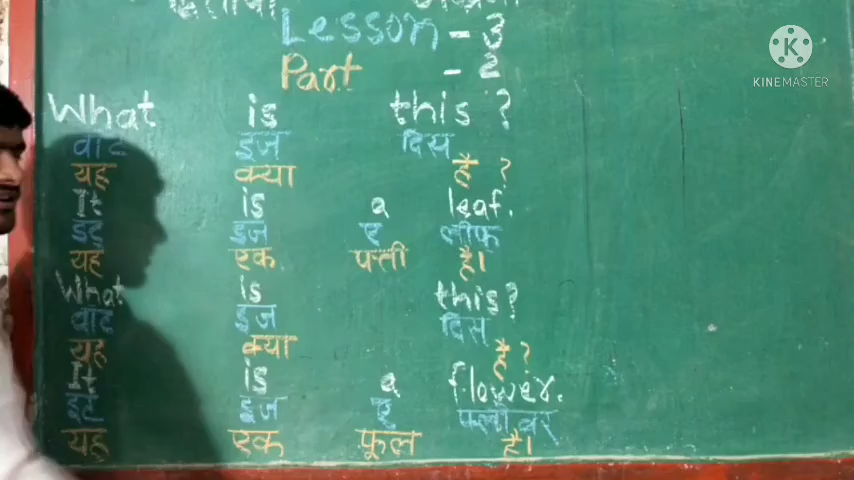 Lesson - 3
Part - 2
What is this ?
वाट इज दिस
यह क्या है ?
It is a leaf.
इट इज ए लीफ
यह एक पत्ती है।
What is this?
वाट इज दिस
यह क्या है ?
It is a flower.
इट इज ए फ्लावर
यह एक फूल है।
KINEMASTER